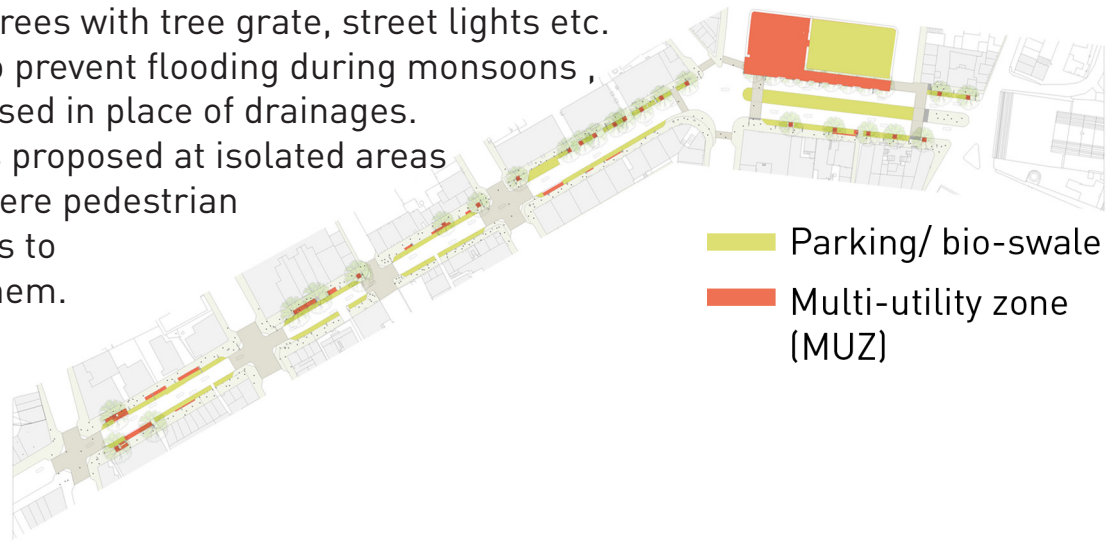 rees with tree grate, street lights etc.
prevent flooding during monsoons ,
sed in place of drainages.
proposed at isolated areas
ere pedestrian
s to
hem.
Parking/ bio-swale
Multi-utility zone
(MUZ)